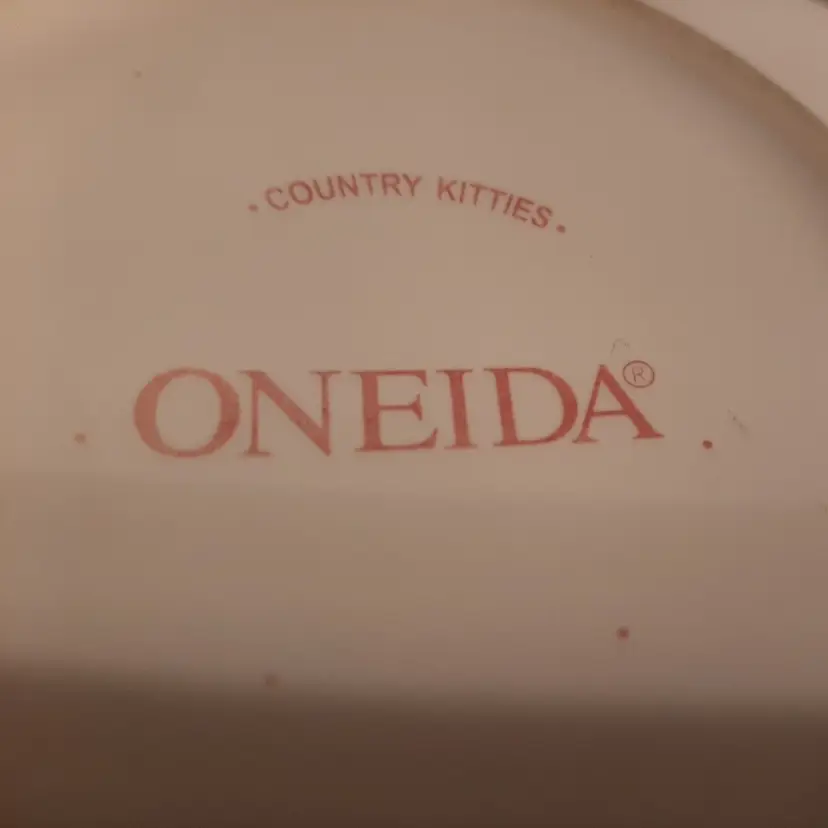 • COUNTRY KITTIES •
ONEIDA®